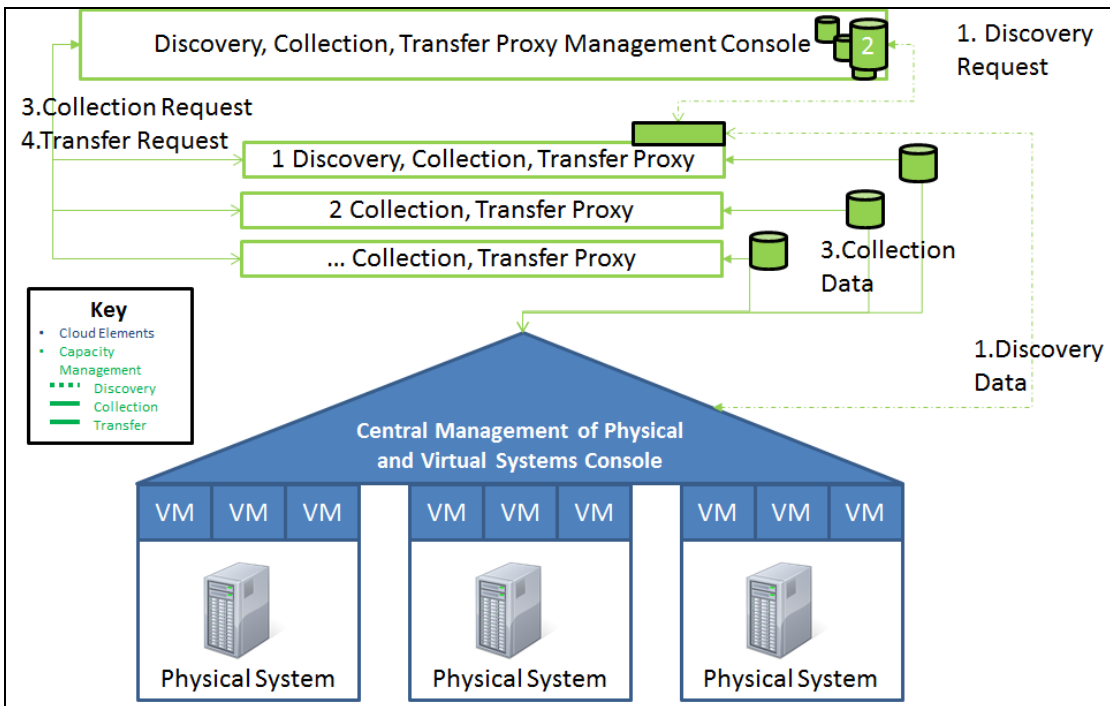 Discovery, Collection, Transfer Proxy Management Console
2
1. Discovery
Request
3.Collection Request
4.Transfer Request
1 Discovery, Collection, Transfer Proxy
2 Collection, Transfer Proxy
... Collection, Transfer Proxy
3.Collection
Data
1.Discovery
Data
Key
• Cloud Elements
• Capacity
Management
Discovery
Collection
Transfer
Central Management of Physical
and Virtual Systems Console
VM VM VM VM VM VM VM VM VM
Physical System Physical System Physical System